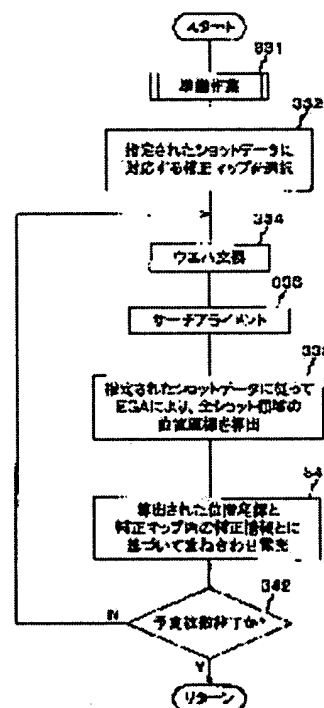 スタート
331
準備作業
332
指定されたショットデータに
対応する補正マップが選択
334
ウエハ交換
サーチアライメント
指定されたショットデータに従って
EGAにより、全ショット領域の
位置座標を算出
算出された位置座標と
補正マップ内の補正情報とに
基づいて重ね合わせ露光
342
予定枚数終了か
N
Y
リターン